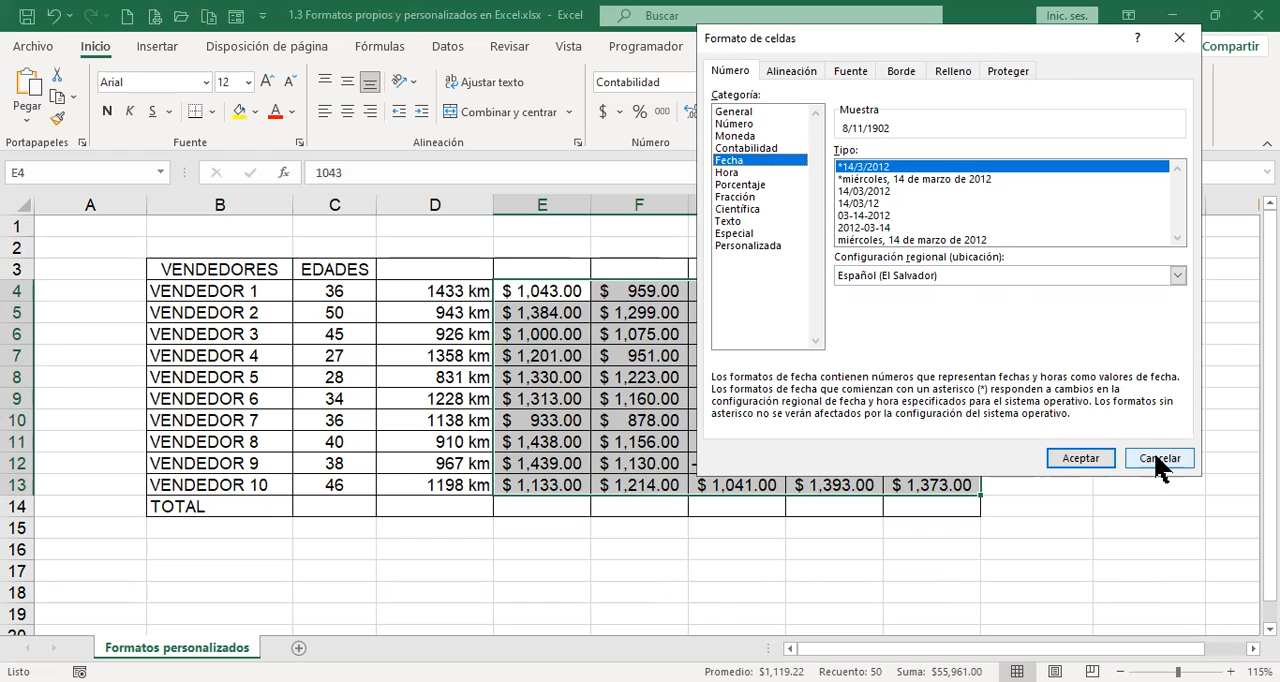 1.3 Formatos propios y personalizados en Excel.xlsx - Excel
Buscar
Inic. ses.
Archivo Inicio Insertar Disposición de página Fórmulas Datos Revisar Vista Programador Compartir
Pegar
Arial 12
N K S
Ajustar texto
Combinar y centrar
Contabilidad
$ % 000
Portapapeles Fuente Alineación Número
E4 fx 1043
A B C D E F
1
2
3 VENDEDORES EDADES
4 VENDEDOR 1 36 1433 km $ 1,043.00 $ 959.00
5 VENDEDOR 2 50 943 km $ 1,384.00 $ 1,299.00
6 VENDEDOR 3 45 926 km $ 1,000.00 $ 1,075.00
7 VENDEDOR 4 27 1358 km $ 1,201.00 $ 951.00
8 VENDEDOR 5 28 831 km $ 1,330.00 $ 1,223.00
9 VENDEDOR 6 34 1228 km $ 1,313.00 $ 1,160.00
10 VENDEDOR 7 36 1138 km $ 933.00 $ 878.00
11 VENDEDOR 8 40 910 km $ 1,438.00 $ 1,156.00
12 VENDEDOR 9 38 967 km $ 1,439.00 $ 1,130.00
13 VENDEDOR 10 46 1198 km $ 1,133.00 $ 1,214.00 $ 1,041.00 $ 1,393.00 $ 1,373.00
14 TOTAL
15
16
17
18
19
Formato de celdas ?
Número Alineación Fuente Borde Relleno Proteger
Categoría:
General
Número
Moneda
Contabilidad
Fecha
Hora
Porcentaje
Fracción
Científica
Texto
Especial
Personalizada
Muestra
8/11/1902
Tipo:
*14/3/2012
*miércoles, 14 de marzo de 2012
14/03/2012
14/03/12
03-14-2012
2012-03-14
miércoles, 14 de marzo de 2012
Configuración regional (ubicación):
Español (El Salvador)
Los formatos de fecha contienen números que representan fechas y horas como valores de fecha.
Los formatos de fecha que comienzan con un asterisco (*) responden a cambios en la
configuración regional de fecha y hora especificados para el sistema operativo. Los formatos sin
asterisco no se verán afectados por la configuración del sistema operativo.
Aceptar Cancelar
Formatos personalizados
Listo Promedio: $1,119.22 Recuento: 50 Suma: $55,961.00 115%